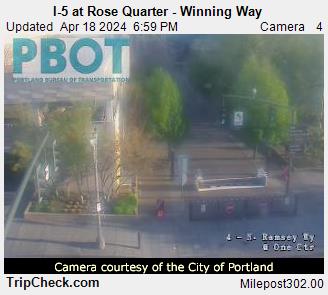 I-5 at Rose Quarter - Winning Way
Updated Apr 18 2024 6:59 PM Camera 4
PBOT
PORTLAND BUREAU OF TRANSPORTATION
4 - N. Ramsey Wy
@ One Ctr
Camera courtesy of the City of Portland
TripCheck.com Milepost302.00